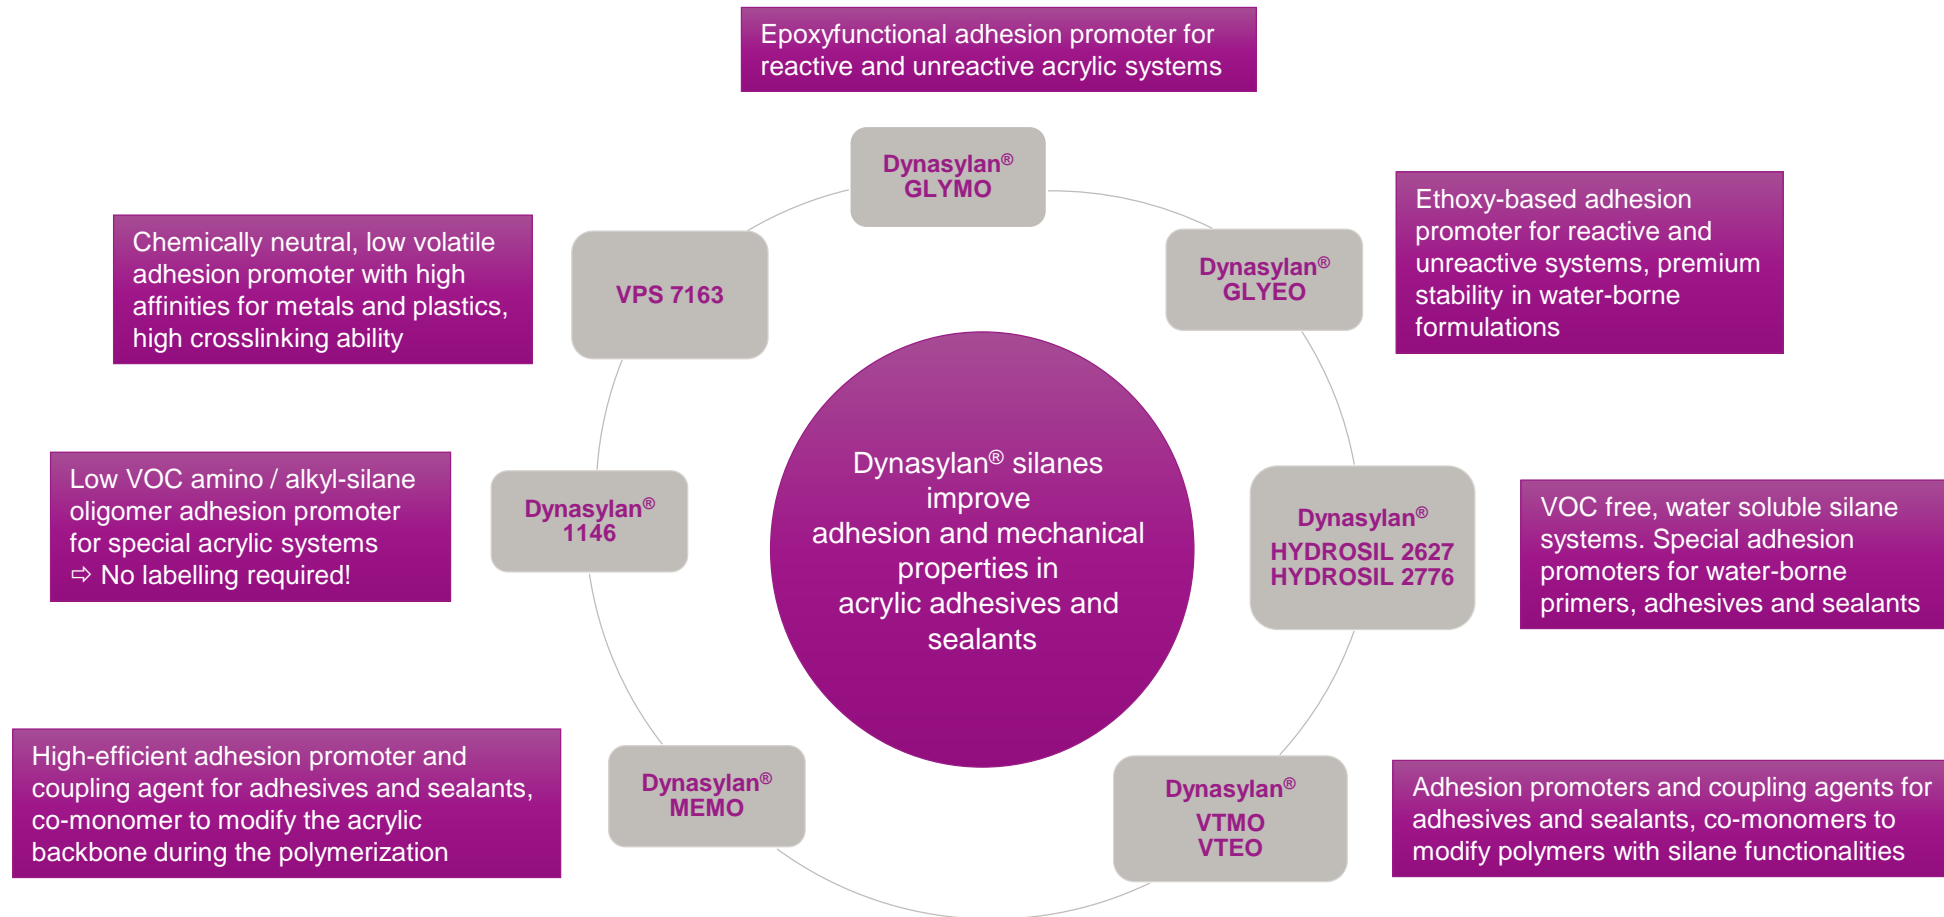 Epoxyfunctional adhesion promoter for
reactive and unreactive acrylic systems
Dynasylan®
GLYMO
Ethoxy-based adhesion
promoter for reactive and
unreactive systems, premium
stability in water-borne
formulations
Dynasylan®
GLYEO
Chemically neutral, low volatile
adhesion promoter with high
affinities for metals and plastics,
high crosslinking ability
VPS 7163
Dynasylan® silanes
improve
adhesion and mechanical
properties in
acrylic adhesives and
sealants
Low VOC amino / alkyl-silane
oligomer adhesion promoter
for special acrylic systems
⇨ No labelling required!
Dynasylan®
1146
Dynasylan®
HYDROSIL 2627
HYDROSIL 2776
VOC free, water soluble silane
systems. Special adhesion
promoters for water-borne
primers, adhesives and sealants
High-efficient adhesion promoter and
coupling agent for adhesives and sealants,
co-monomer to modify the acrylic
backbone during the polymerization
Dynasylan®
MEMO
Dynasylan®
VTMO
VTEO
Adhesion promoters and coupling agents for
adhesives and sealants, co-monomers to
modify polymers with silane functionalities